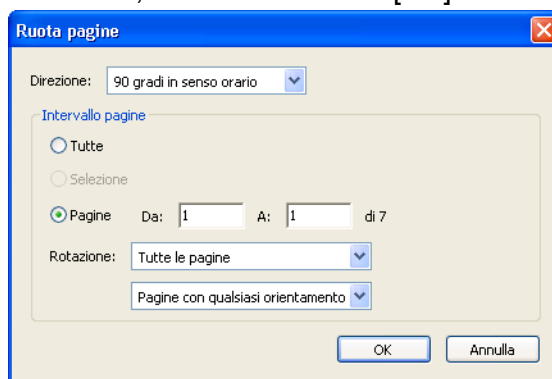 Ruota pagine
Direzione: 90 gradi in senso orario
Intervallo pagine
Tutte
Selezione
Pagine Da: 1 A: 1 di 7
Rotazione: Tutte le pagine
Pagine con qualsiasi orientamento
OK Annulla